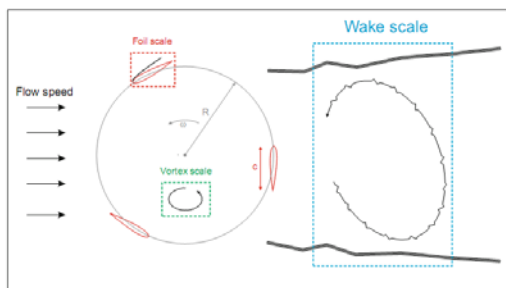 Foil scale
Wake scale
Flow speed
R
ω
c
Vortex scale